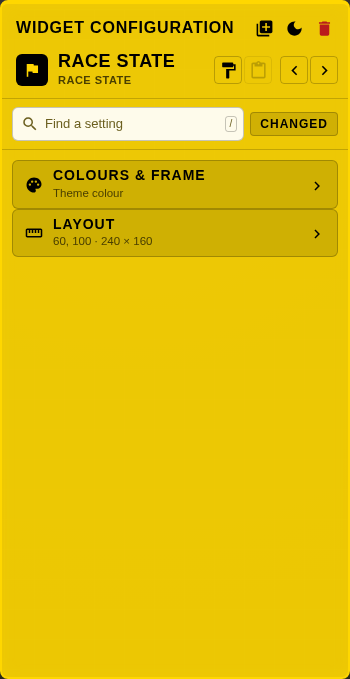 WIDGET CONFIGURATION
RACE STATE
RACE STATE
Find a setting /
CHANGED
COLOURS & FRAME
Theme colour
LAYOUT
60, 100 · 240 × 160